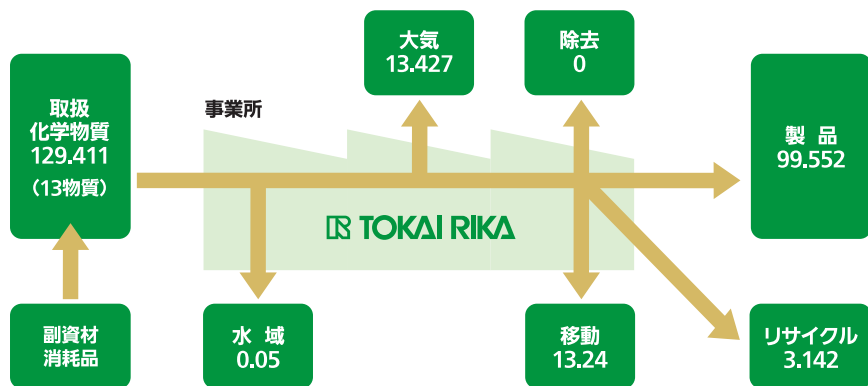 大気
13.427
除去
0
取扱
化学物質
129.411
(13物質)
事業所
製 品
99.552
TOKAI RIKA
副資材
消耗品
水 域
0.05
移動
13.24
リサイクル
3.142